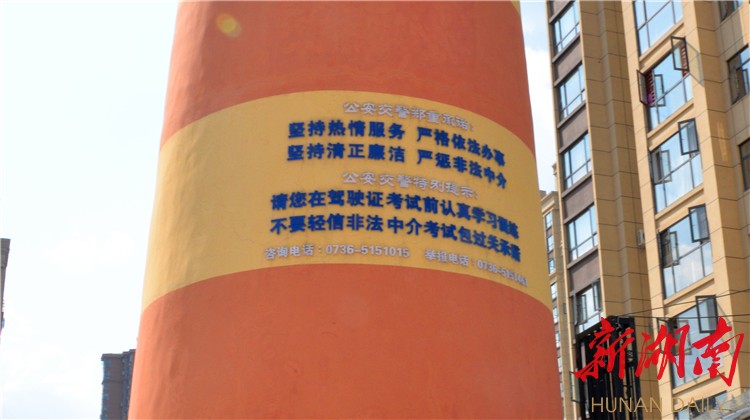 公安交警郑重承诺:
坚持热情服务 严格依法办事
坚持清正廉洁 严惩非法中介
公安交警特别提示:
请您在驾驶证考试前认真学习训练
不要轻信非法中介考试包过关承诺
咨询电话:0736-5151015 举报电话:
新湖南
HUNAN DAILY